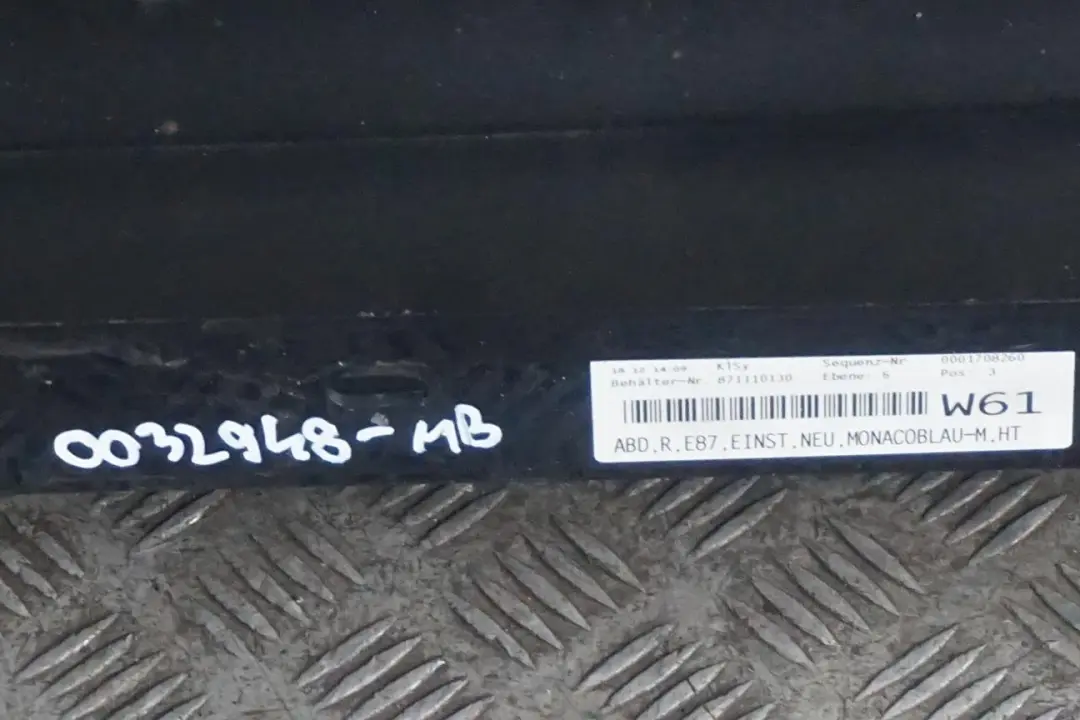 18.12 14:09 KTSy Sequenz-Nr 0001708260
Behälter-Nr. 871110130 Ebene: 6 Pos: 3
W61
ABD.R.E87.EINST.NEU.MONACOBLAU-M.HT
0032948-MB